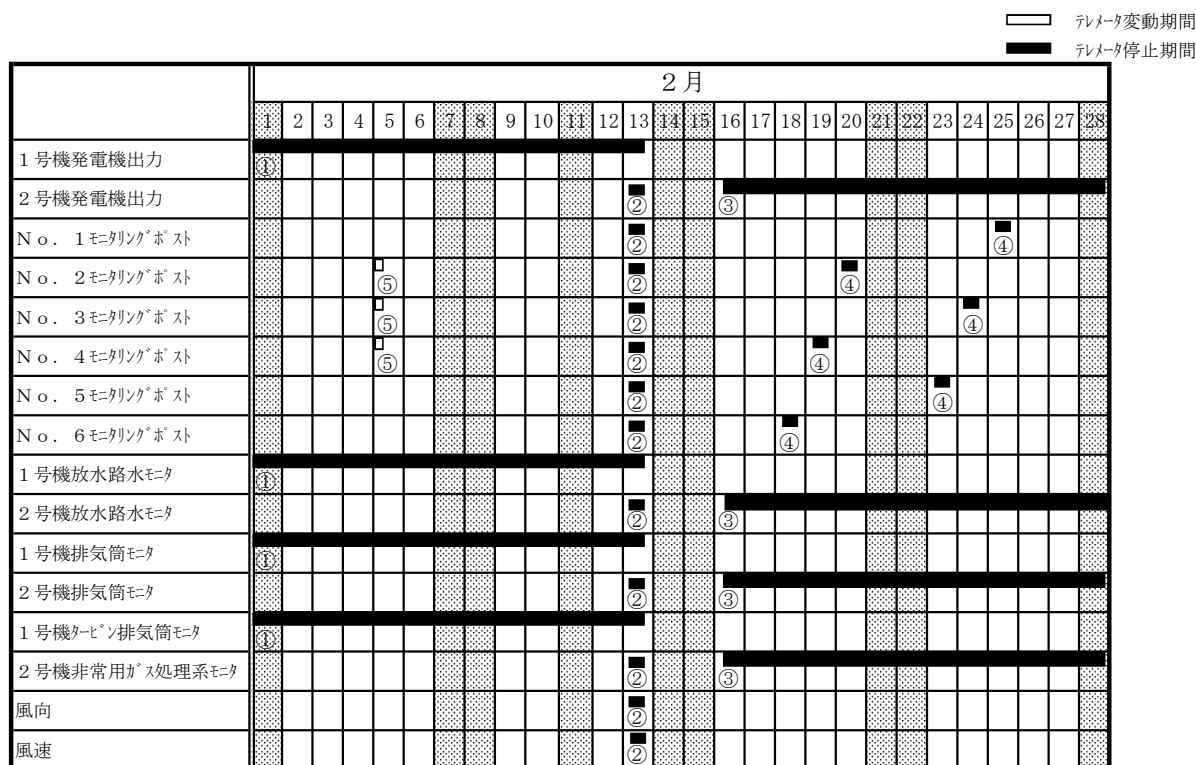 ﾃﾚﾒｰﾀ変動期間
ﾃﾚﾒｰﾀ停止期間
２月
1 2 3 4 5 6 7 8 9 10 11 12 13 14 15 16 17 18 19 20 21 22 23 24 25 26 27 28
１号機発電機出力 ①
２号機発電機出力 ② ③
Ｎｏ．１ﾓﾆﾀﾘﾝｸﾞﾎﾟｽﾄ ② ④
Ｎｏ．２ﾓﾆﾀﾘﾝｸﾞﾎﾟｽﾄ ⑤ ② ④
Ｎｏ．３ﾓﾆﾀﾘﾝｸﾞﾎﾟｽﾄ ⑤ ② ④
Ｎｏ．４ﾓﾆﾀﾘﾝｸﾞﾎﾟｽﾄ ⑤ ② ④
Ｎｏ．５ﾓﾆﾀﾘﾝｸﾞﾎﾟｽﾄ ② ④
Ｎｏ．６ﾓﾆﾀﾘﾝｸﾞﾎﾟｽﾄ ② ④
１号機放水路水ﾓﾆﾀ ①
２号機放水路水ﾓﾆﾀ ② ③
１号機排気筒ﾓﾆﾀ ①
２号機排気筒ﾓﾆﾀ ② ③
１号機ﾀｰﾋﾞﾝ排気筒ﾓﾆﾀ ①
２号機非常用ｶﾞｽ処理系ﾓﾆﾀ ② ③
風向 ②
風速 ②